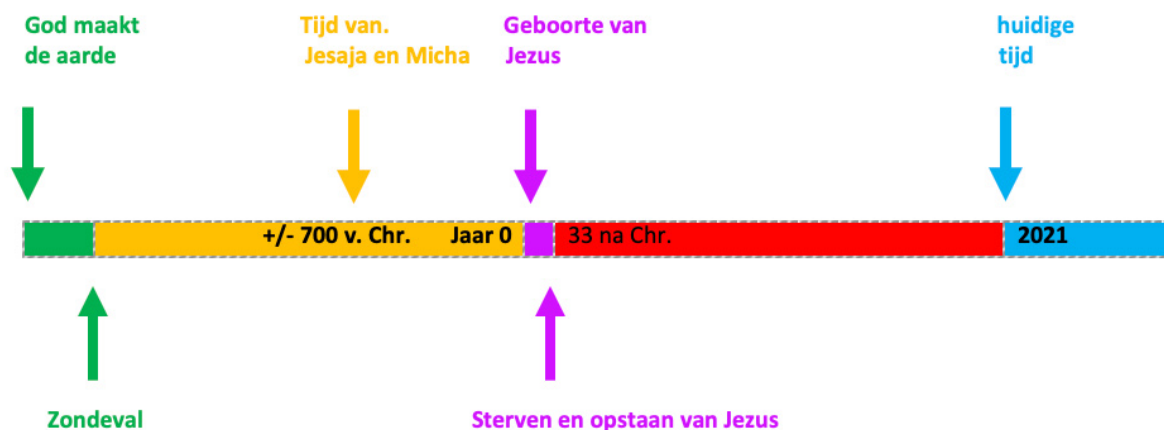 God maakt
de aarde
Tijd van.
Jesaja en Micha
Geboorte van
Jezus
huidige
tijd
+/- 700 v. Chr.
Jaar 0
33 na Chr.
2021
Zondeval
Sterven en opstaan van Jezus